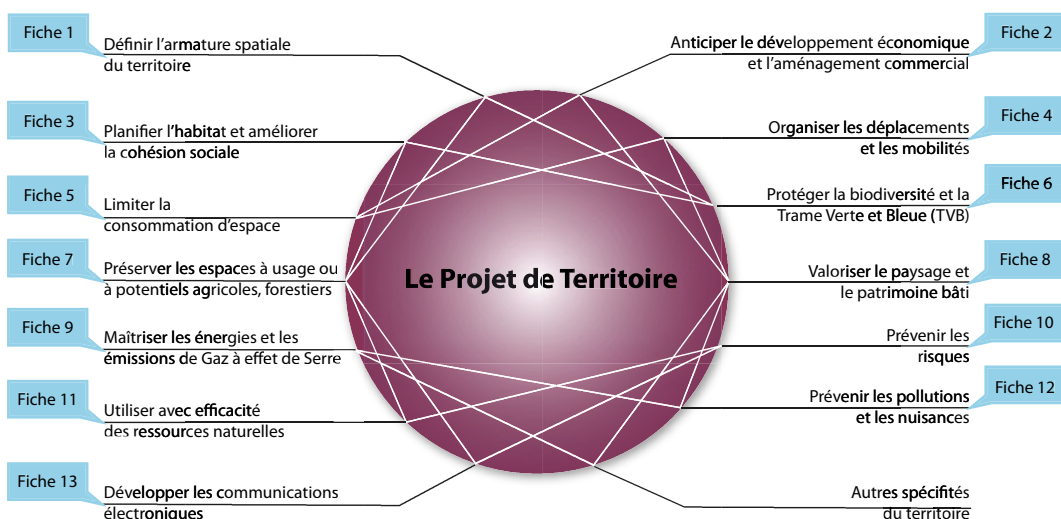 Fiche 1
Définir l'armature spatiale
du territoire
Fiche 2
Anticiper le développement économique
et l'aménagement commercial
Fiche 3
Planifier l'habitat et améliorer
la cohésion sociale
Fiche 4
Organiser les déplacements
et les mobilités
Fiche 5
Limiter la
consommation d'espace
Fiche 6
Protéger la biodiversité et la
Trame Verte et Bleue (TVB)
Fiche 7
Préserver les espaces à usage ou
à potentiels agricoles, forestiers
Le Projet de Territoire
Fiche 8
Valoriser le paysage et
le patrimoine bâti
Fiche 9
Maîtriser les énergies et les
émissions de Gaz à effet de Serre
Fiche 10
Prévenir les
risques
Fiche 11
Utiliser avec efficacité
des ressources naturelles
Fiche 12
Prévenir les pollutions
et les nuisances
Fiche 13
Développer les communications
électroniques
Autres spécifités
du territoire